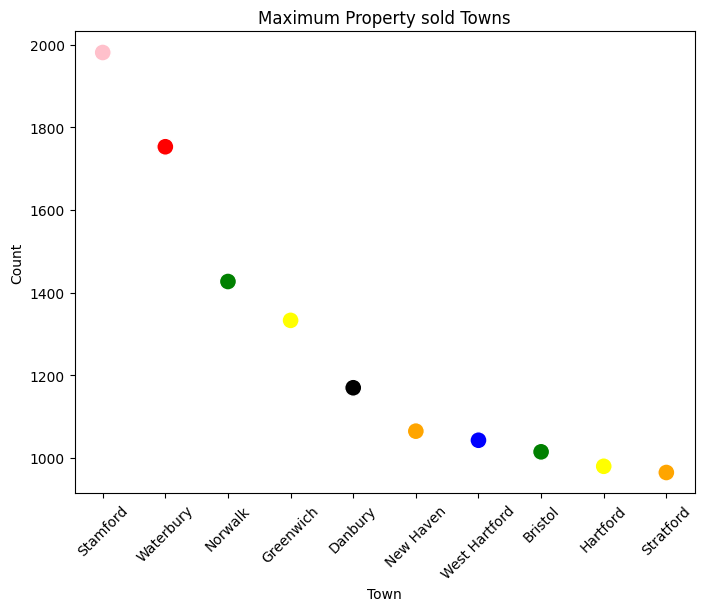 Maximum Property sold Towns
Count
2000
1800
1600
1400
1200
1000
Stamford
Waterbury
Norwalk
Greenwich
Danbury
New Haven
West Hartford
Bristol
Hartford
Stratford
Town